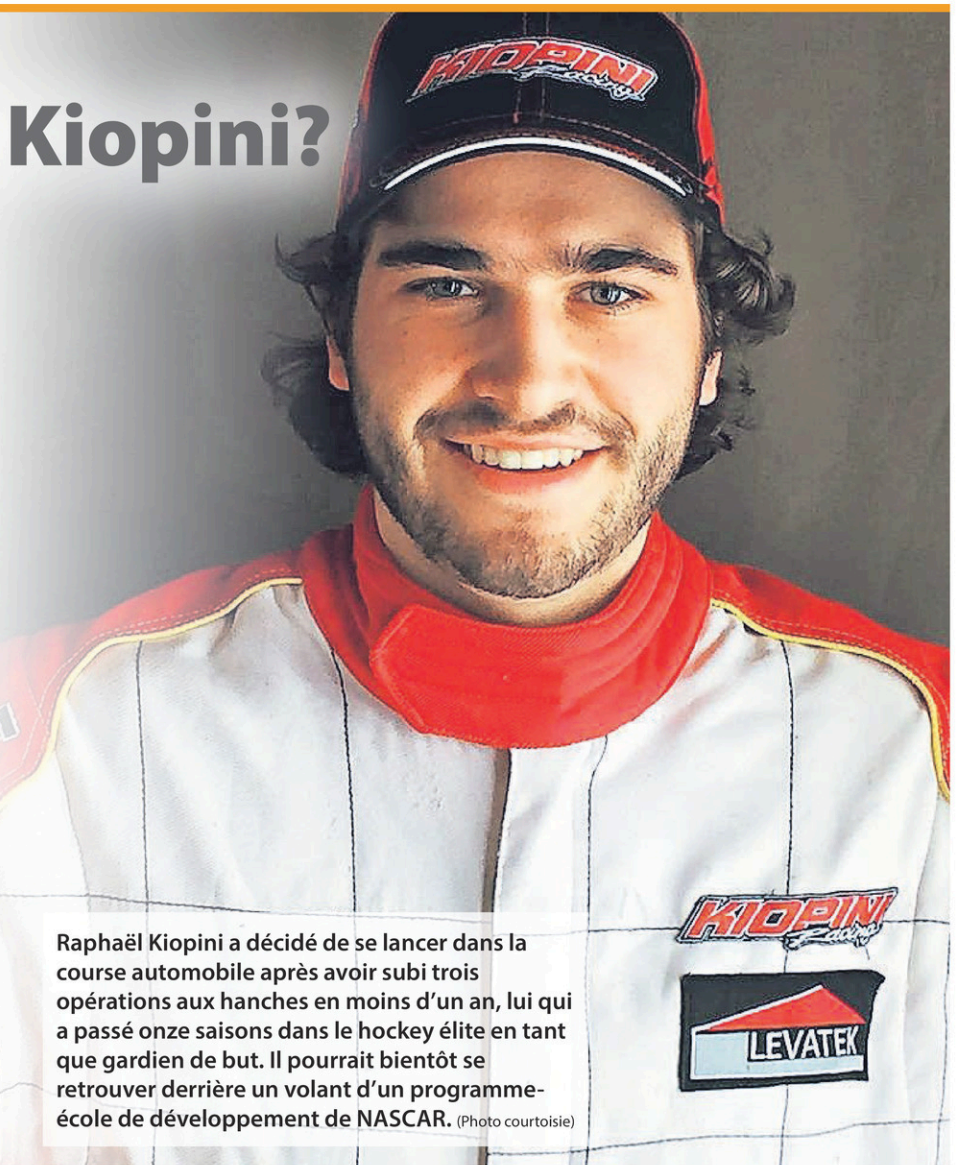 KIOPINI
Racing
Kiopini?
KIOPINI
Racing
Raphaël Kiopini a décidé de se lancer dans la
course automobile après avoir subi trois
opérations aux hanches en moins d’un an, lui qui
a passé onze saisons dans le hockey élite en tant
que gardien de but. Il pourrait bientôt se
retrouver derrière un volant d’un programme-
école de développement de NASCAR. (Photo courtoisie)
LEVATEK